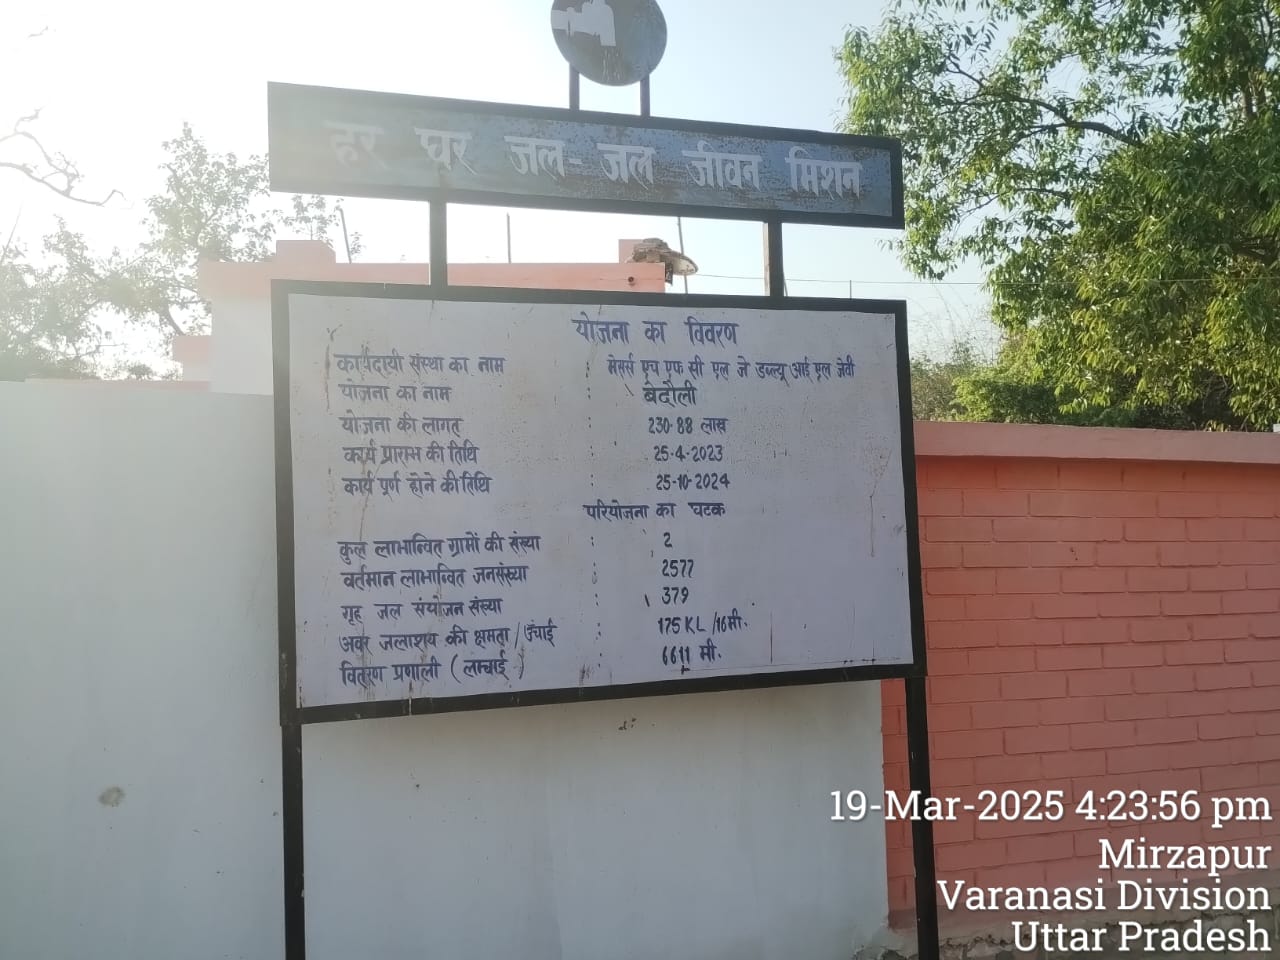 हर घर जल-जल जीवन मिशन
योजना का विवरण
कार्यदायी संस्था का नाम : मेसर्स एच एफ सी एल जे डब्ल्यू आई एल जेवी
योजना का नाम : बेदौली
योजना की लागत : 230.88 लाख
कार्य प्रारम्भ की तिथि : 25-4-2023
कार्य पूर्ण होने की तिथि : 25-10-2024
परियोजना का घटक
कुल लाभान्वित ग्रामों की संख्या : 2
वर्तमान लाभान्वित जनसंख्या : 2577
गृह जल संयोजन संख्या : 379
अवर जलाशय की क्षमता/उंचाई : 175 KL/16मी.
वितरण प्रणाली (लाम्बाई) : 6611 मी.
19-Mar-2025 4:23:56 pm
Mirzapur
Varanasi Division
Uttar Pradesh